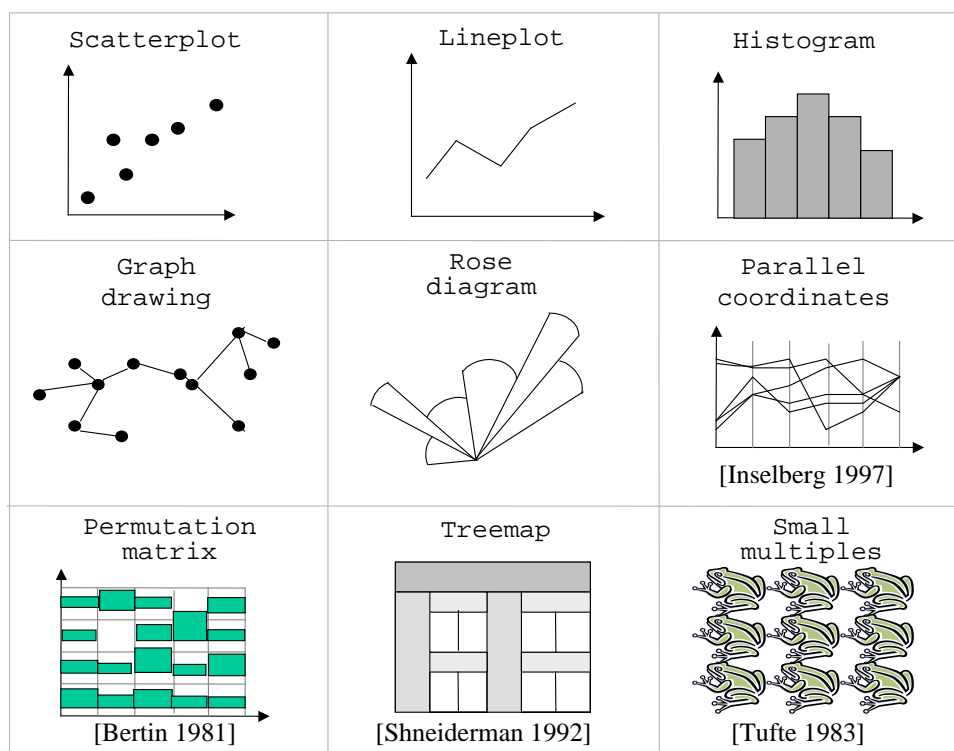 Scatterplot
Lineplot
Histogram
Graph
drawing
Rose
diagram
Parallel
coordinates
[Inselberg 1997]
Permutation
matrix
[Bertin 1981]
Treemap
[Shneiderman 1992]
Small
multiples
[Tufte 1983]